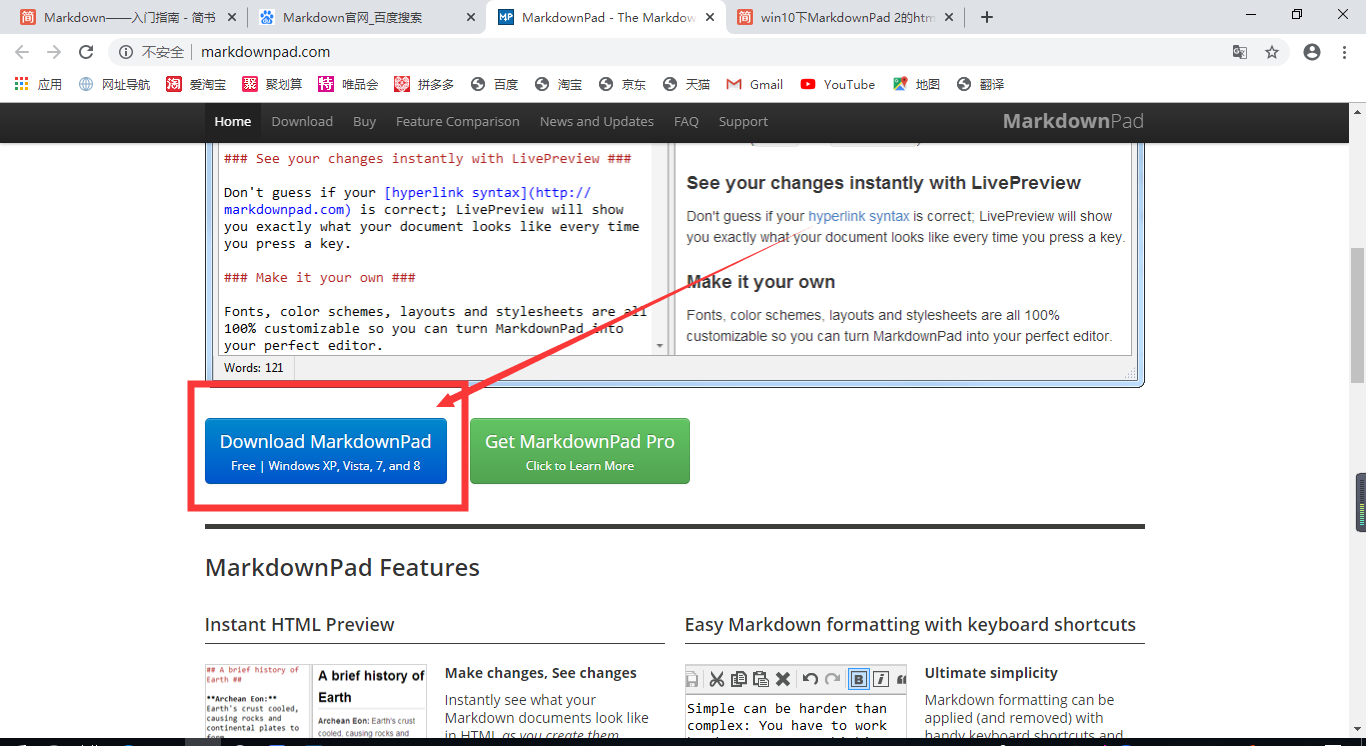 Markdown——入门指南 - 简书
Markdown官网_百度搜索
MarkdownPad - The Markdow
win10下MarkdownPad 2的htm
不安全
markdownpad.com
应用
网址导航
爱淘宝
聚划算
唯品会
拼多多
百度
淘宝
京东
天猫
Gmail
YouTube
地图
翻译
Home
Download
Buy
Feature Comparison
News and Updates
FAQ
Support
MarkdownPad
### See your changes instantly with LivePreview ###
Don't guess if your [hyperlink syntax](http://
markdownpad.com) is correct; LivePreview will show
you exactly what your document looks like every time
you press a key.
### Make it your own ###
Fonts, color schemes, layouts and stylesheets are all
100% customizable so you can turn MarkdownPad into
your perfect editor.
Words: 121
See your changes instantly with LivePreview
Don't guess if your hyperlink syntax is correct; LivePreview will show
you exactly what your document looks like every time you press a key.
Make it your own
Fonts, color schemes, layouts and stylesheets are all 100%
customizable so you can turn MarkdownPad into your perfect editor.
Download MarkdownPad
Free | Windows XP, Vista, 7, and 8
Get MarkdownPad Pro
Click to Learn More
MarkdownPad Features
Instant HTML Preview
## A brief history of
Earth ##
**Archean Eon:**
Earth's crust cooled,
causing rocks and
continental plates to
form
A brief history of
Earth
Archean Eon: Earth's crust
cooled, causing rocks and
Make changes, See changes
Instantly see what your
Markdown documents look like
in HTML as you create them
Easy Markdown formatting with keyboard shortcuts
Simple can be harder than
complex: You have to work
Ultimate simplicity
Markdown formatting can be
applied (and removed) with
handy keyboard shortcuts and